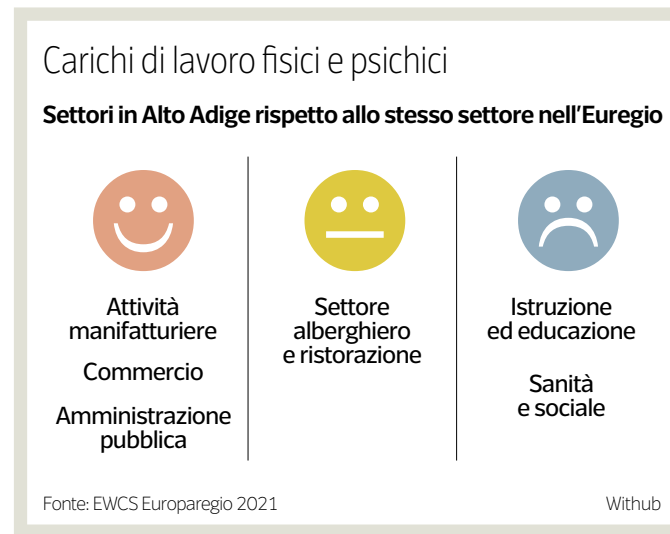 Carichi di lavoro fisici e psichici
Settori in Alto Adige rispetto allo stesso settore nell'Euregio
Attività
manifatturiere
Commercio
Amministrazione
pubblica
Settore
alberghiero
e ristorazione
Istruzione
ed educazione
Sanità
e sociale
Fonte: EWCS Europaregio 2021
Withub